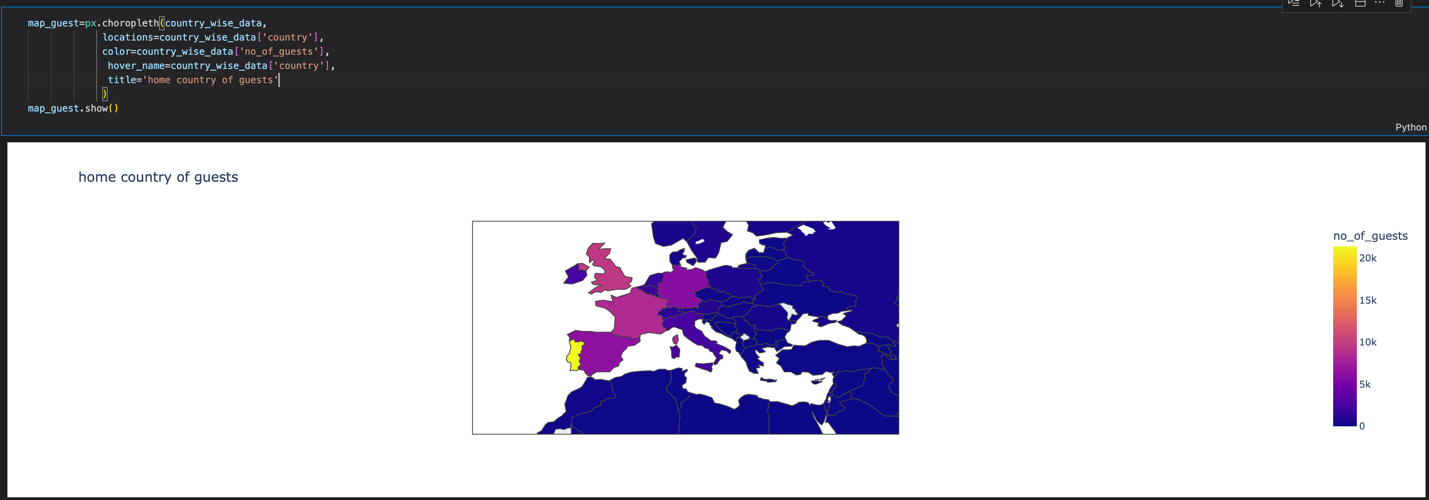 map_guest=px.choropleth(country_wise_data,
locations=country_wise_data['country'],
color=country_wise_data['no_of_guests'],
hover_name=country_wise_data['country'],
title='home country of guests'
)
map_guest.show()
Python
home country of guests
no_of_guests
20k
15k
10k
5k
0